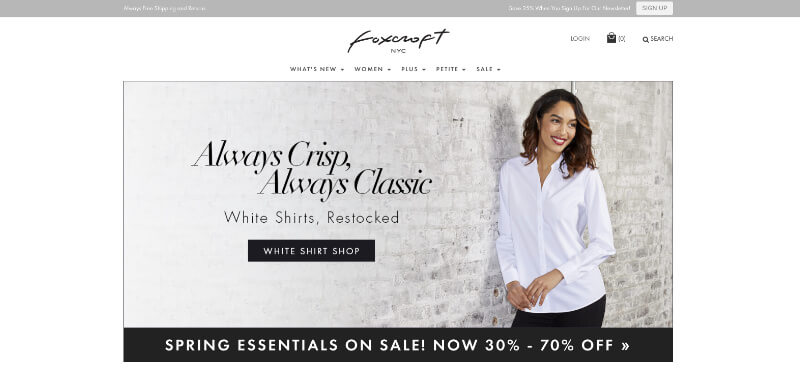 Always Free Shipping and Returns
Save 25% When You Sign Up For Our Newsletter!
SIGN UP
foxcroft
NYC
LOGIN
(0)
SEARCH
WHAT'S NEW
WOMEN
PLUS
PETITE
SALE
Always Crisp,
Always Classic
White Shirts, Restocked
WHITE SHIRT SHOP
SPRING ESSENTIALS ON SALE! NOW 30% - 70% OFF »